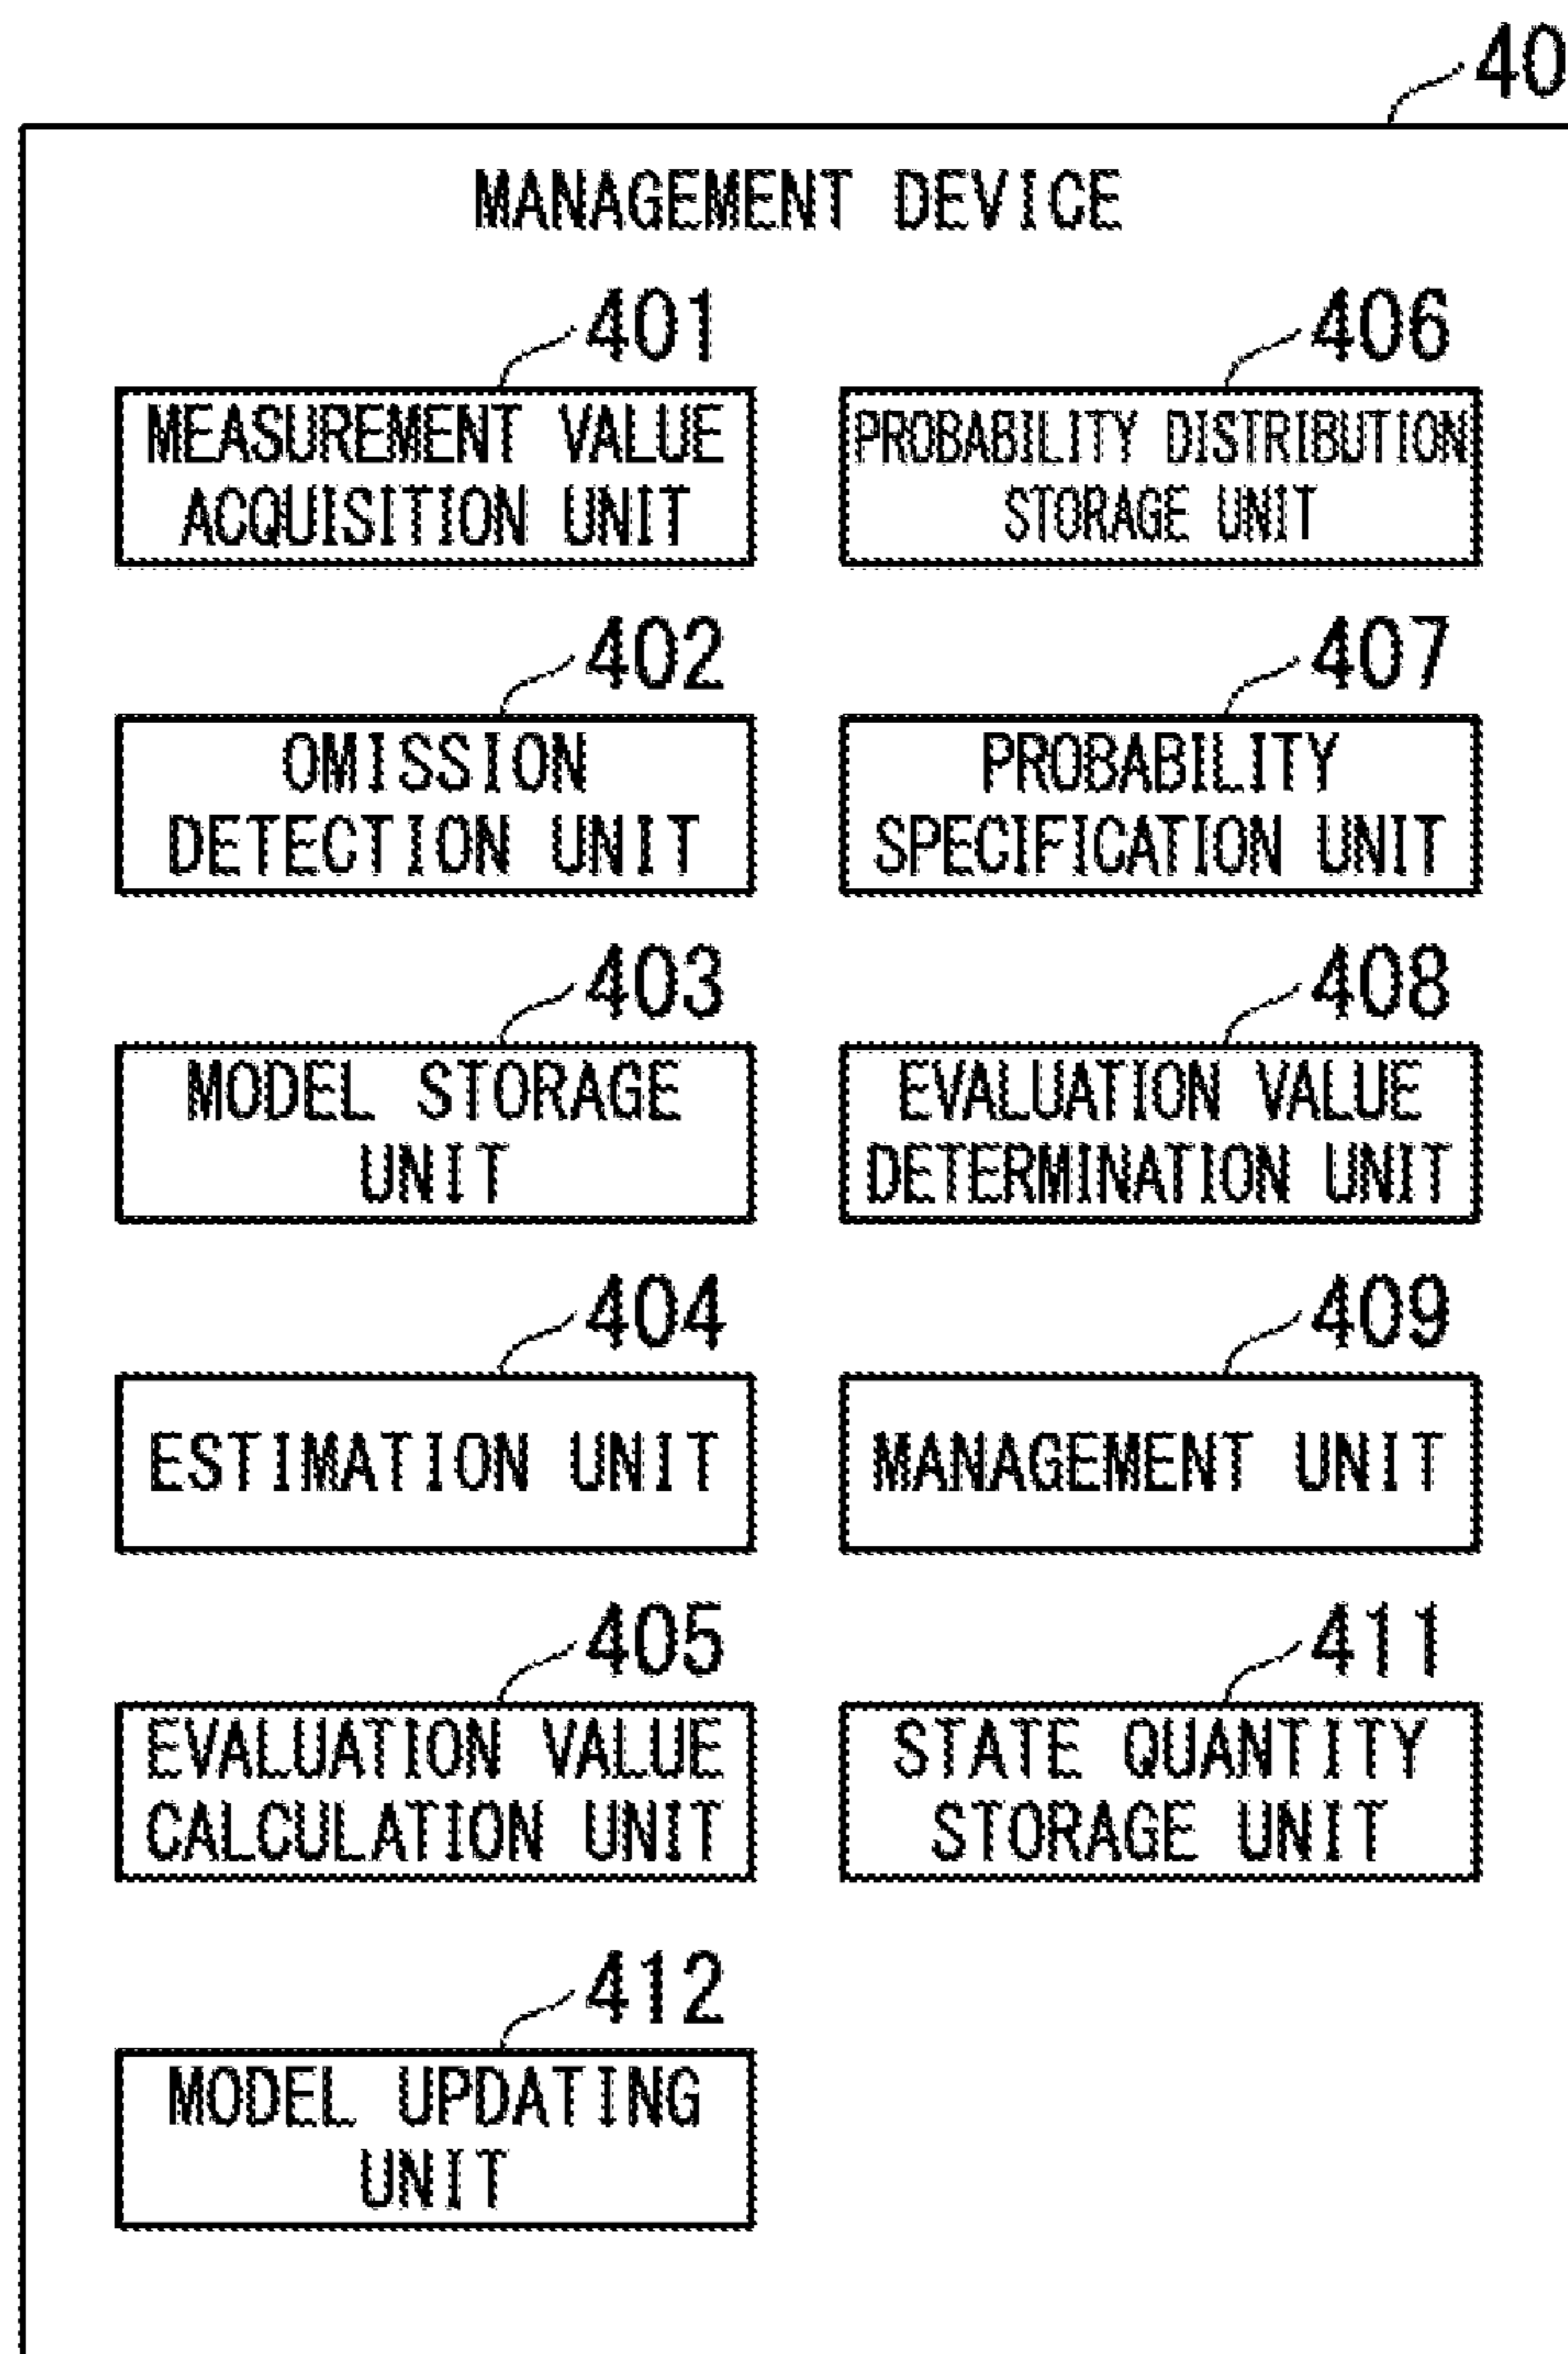 40
MANAGEMENT DEVICE
401
MEASUREMENT VALUE
ACQUISITION UNIT
406
PROBABILITY DISTRIBUTION
STORAGE UNIT
402
OMISSION
DETECTION UNIT
407
PROBABILITY
SPECIFICATION UNIT
403
MODEL STORAGE
UNIT
408
EVALUATION VALUE
DETERMINATION UNIT
404
ESTIMATION UNIT
409
MANAGEMENT UNIT
405
EVALUATION VALUE
CALCULATION UNIT
411
STATE QUANTITY
STORAGE UNIT
412
MODEL UPDATING
UNIT